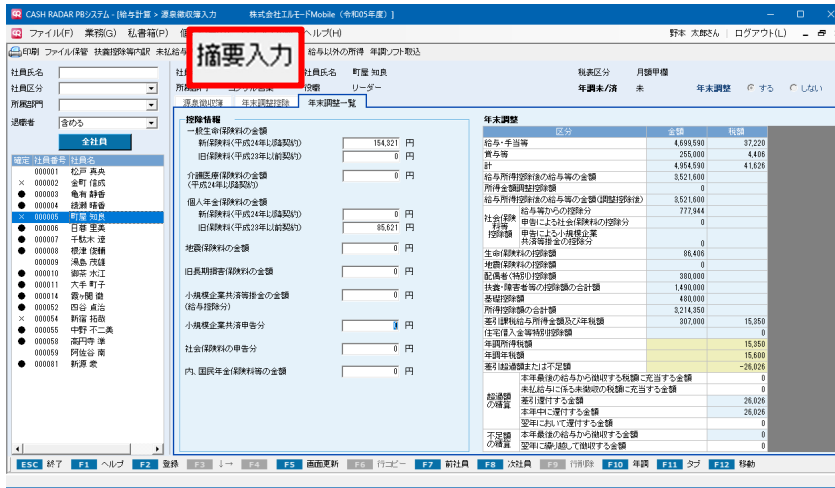 CASH RADAR PBシステム - [給与計算 > 源泉徴収簿入力　　株式会社エルモードMobile（令和05年度）]
ファイル(F)　業務(G)　私書箱(P)　ヘルプ(H)　野本 太郎さん　ログアウト(L)
印刷　ファイル保管　扶養控除等内訳　給与以外の所得　年調ソフト取込
摘要入力
社員氏名　社員氏名　町屋 知良　税表区分　月額甲欄
社員区分　役職　リーダー　年調未/済　未　年末調整　する　しない
所属部門　源泉徴収簿　年末調整控除　年末調整一覧
退職者　含める
全社員
確定　社員番号　社員名
000001　松戸 真央
× 000002　金町 信成
● 000003　亀有 静香
● 000004　綾瀬 晴香
× 000005　町屋 知良
● 000006　日暮 里美
● 000007　千駄木 遼
● 000008　根津 俊輔
000009　湯島 茂雄
● 000010　御茶 水江
● 000011　大手 町子
● 000014　霞ヶ関 徹
● 000052　四谷 貞治
× 000054　新宿 拓哉
● 000055　中野 不二美
● 000058　高円寺 準
000059　阿佐谷 南
● 000081　新原 衆
控除情報
一般生命保険料の金額
新保険料(平成24年以降契約)　154,321 円
旧保険料(平成23年以前契約)　0 円
介護医療保険料の金額　0 円
(平成24年以降契約)
個人年金保険料の金額
新保険料(平成24年以降契約)　0 円
旧保険料(平成23年以前契約)　85,621 円
地震保険料の金額　0 円
旧長期損害保険料の金額　0 円
小規模企業共済等掛金の金額　0 円
(給与控除分)
小規模企業共済申告分　0 円
社会保険料の申告分　0 円
内、国民年金保険料等の金額　0 円
年末調整
区分　金額　税額
給与・手当等　4,699,590　37,220
賞与等　255,000　4,406
計　4,954,590　41,626
給与所得控除後の給与等の金額　3,521,600
所得金額調整控除額　0
給与所得控除後の給与等の金額(調整控除後)　3,521,600
社会保険料等控除額　給与等からの控除分　777,944
申告による社会保険料の控除分　0
申告による小規模企業共済等掛金の控除分　0
生命保険料の控除額　86,406
地震保険料の控除額　0
配偶者(特別)控除額　380,000
扶養・障害者等の控除額の合計額　1,490,000
基礎控除額　480,000
所得控除額の合計額　3,214,350
差引課税給与所得金額及び年税額　307,000　15,350
住宅借入金等特別控除額　0
年調所得税額　15,350
年調年税額　15,600
差引超過額または不足額　-26,026
超過額の精算　本年最後の給与から徴収する税額に充当する金額　0
未払給与に係る未徴収の税額に充当する金額　0
差引還付する金額　26,026
本年中に還付する金額　26,026
翌年において還付する金額　0
不足額の精算　本年最後の給与から徴収する金額　0
翌年に繰り越して徴収する金額　0
ESC 終了　F1 ヘルプ　F2 登録　F3 ↓→　F4　F5 画面更新　F6 行コピー　F7 前社員　F8 次社員　F9 行削除　F10 年調　F11 タブ　F12 移動